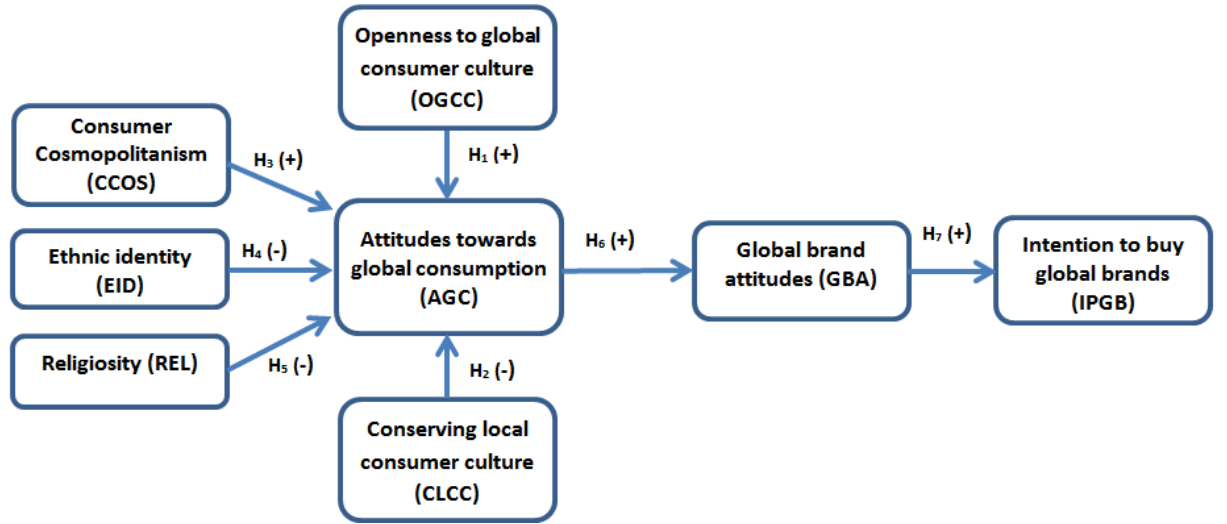 Openness to global
consumer culture
(OGCC)
Consumer
Cosmopolitanism
(CCOS)
H₃ (+)
H₁ (+)
Ethnic identity
(EID)
H₄ (-)
Attitudes towards
global consumption
(AGC)
H₆ (+)
Global brand
attitudes (GBA)
H₇ (+)
Intention to buy
global brands
(IPGB)
Religiosity (REL)
H₅ (-)
H₂ (-)
Conserving local
consumer culture
(CLCC)